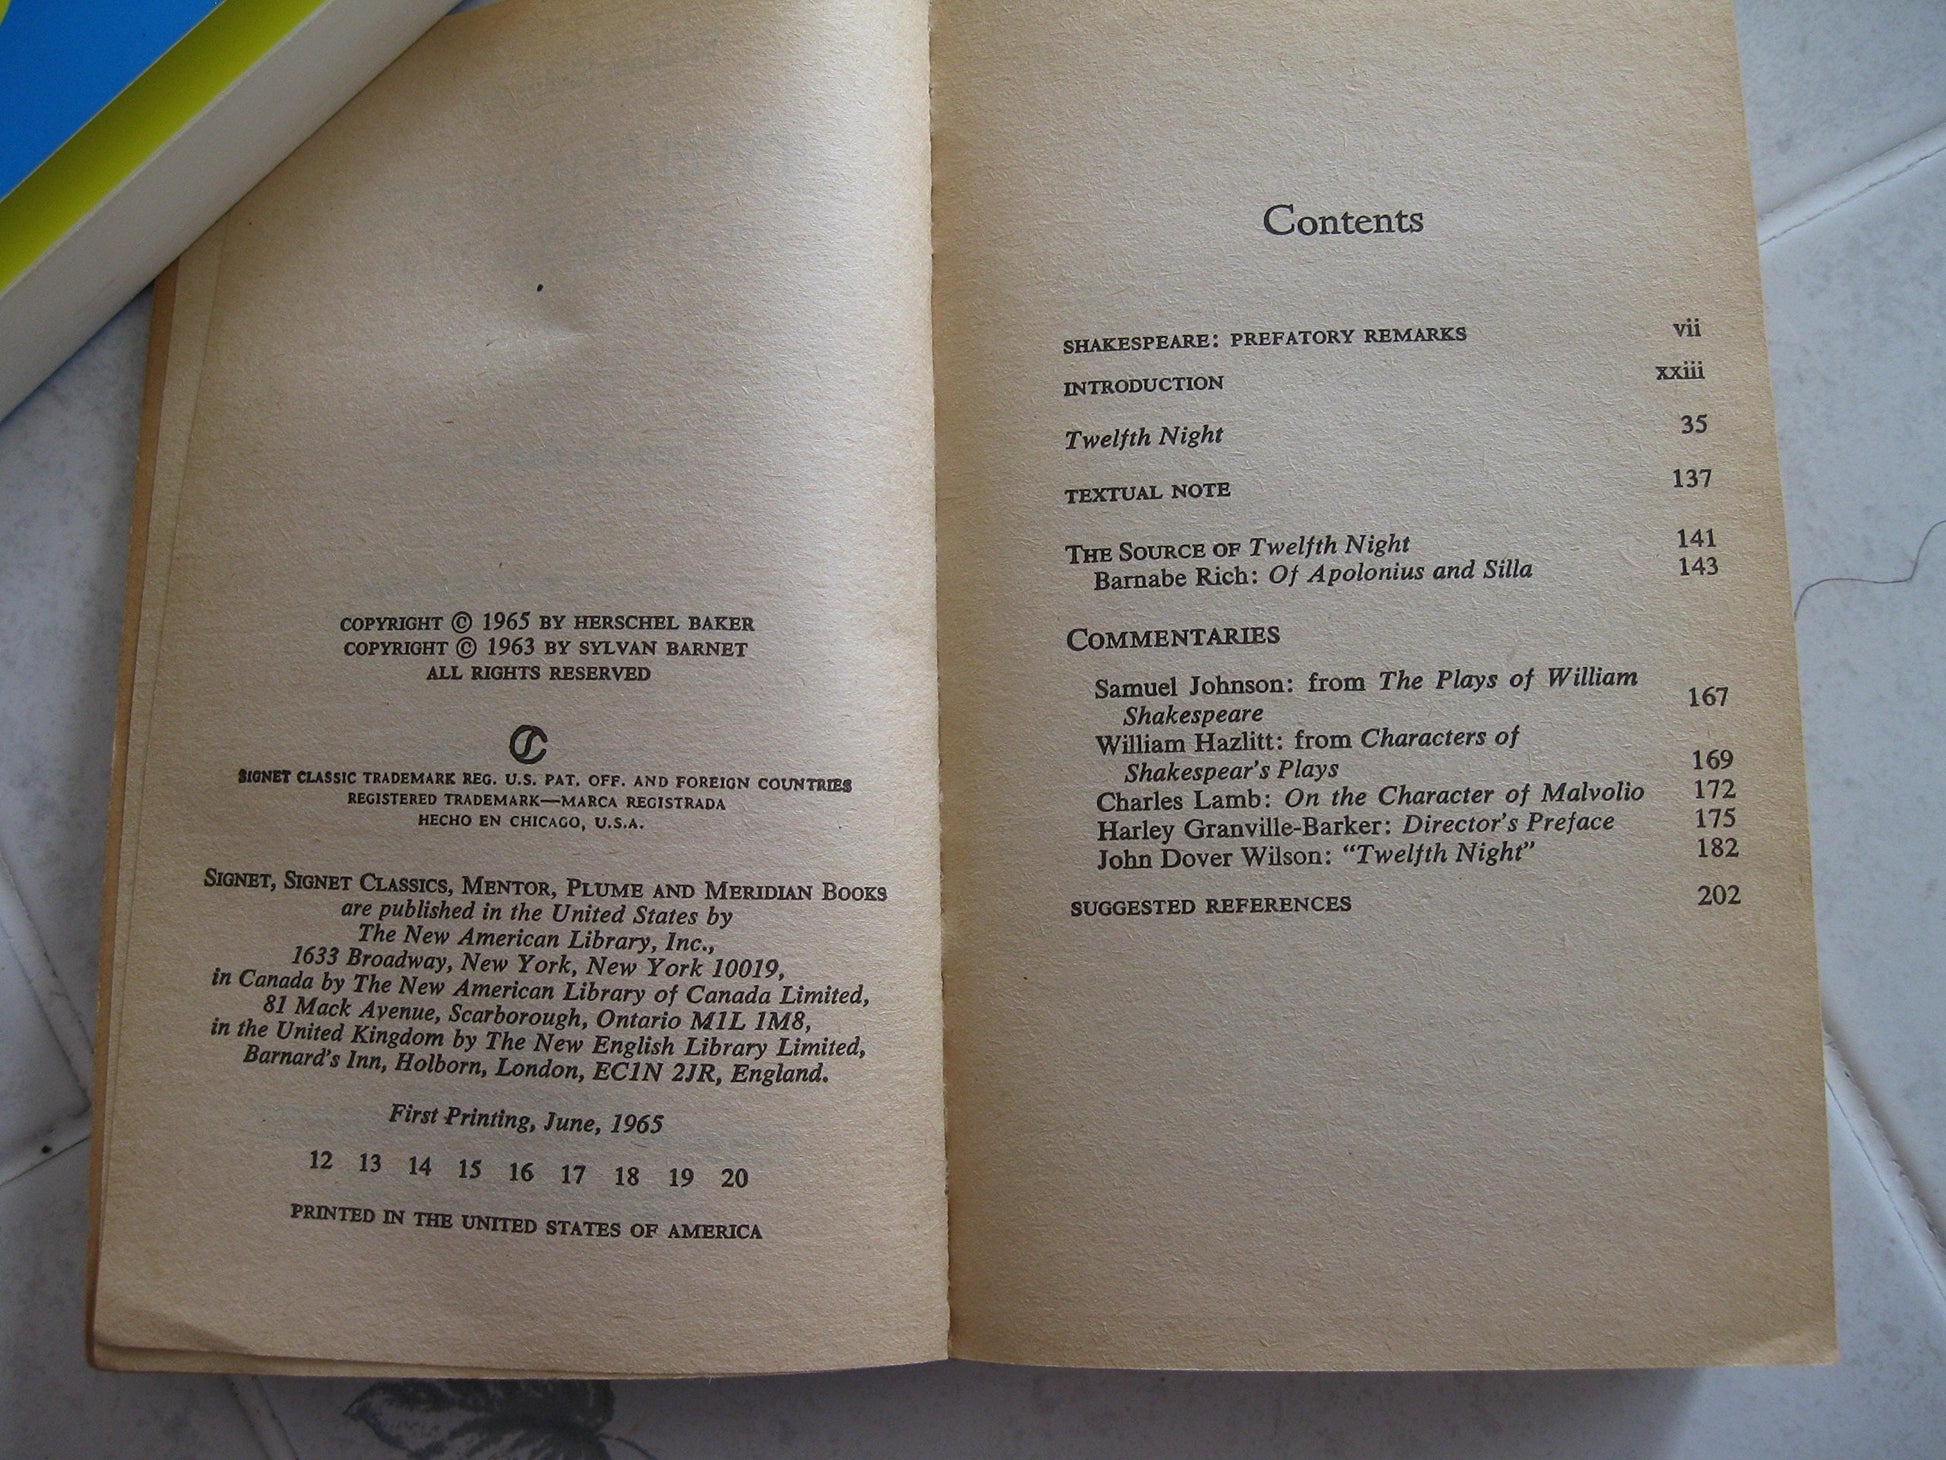 COPYRIGHT © 1965 BY HERSCHEL BAKER
COPYRIGHT © 1963 BY SYLVAN BARNET
ALL RIGHTS RESERVED
SIGNET CLASSIC TRADEMARK REG. U.S. PAT. OFF. AND FOREIGN COUNTRIES
REGISTERED TRADEMARK—MARCA REGISTRADA
HECHO EN CHICAGO, U.S.A.
SIGNET, SIGNET CLASSICS, MENTOR, PLUME AND MERIDIAN BOOKS
are published in the United States by
The New American Library, Inc.,
1633 Broadway, New York, New York 10019,
in Canada by The New American Library of Canada Limited,
81 Mack Avenue, Scarborough, Ontario M1L 1M8,
in the United Kingdom by The New English Library Limited,
Barnard's Inn, Holborn, London, EC1N 2JR, England.
First Printing, June, 1965
12 13 14 15 16 17 18 19 20
PRINTED IN THE UNITED STATES OF AMERICA
Contents
SHAKESPEARE: PREFATORY REMARKS vii
INTRODUCTION xxiii
Twelfth Night 35
TEXTUAL NOTE 137
THE SOURCE OF Twelfth Night 141
Barnabe Rich: Of Apolonius and Silla 143
COMMENTARIES
Samuel Johnson: from The Plays of William
Shakespeare 167
William Hazlitt: from Characters of
Shakespear's Plays 169
Charles Lamb: On the Character of Malvolio 172
Harley Granville-Barker: Director's Preface 175
John Dover Wilson: "Twelfth Night" 182
SUGGESTED REFERENCES 202